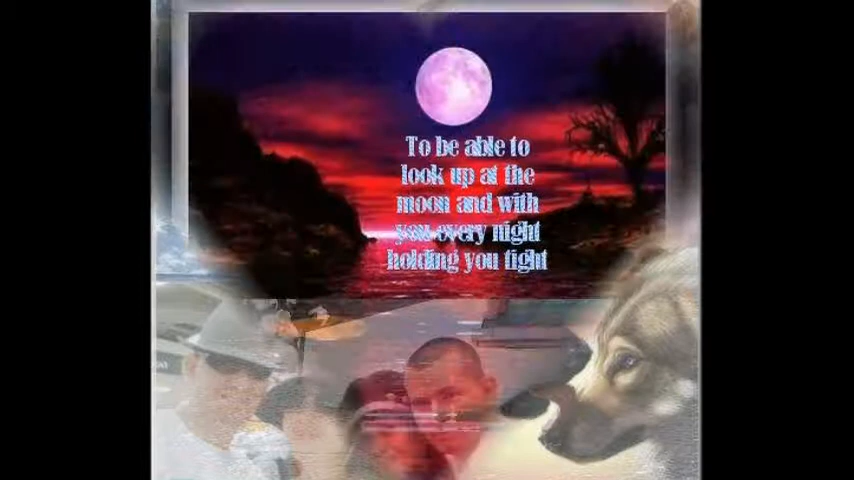 To be able to
look up at the
moon and with
you every night
holding you tight